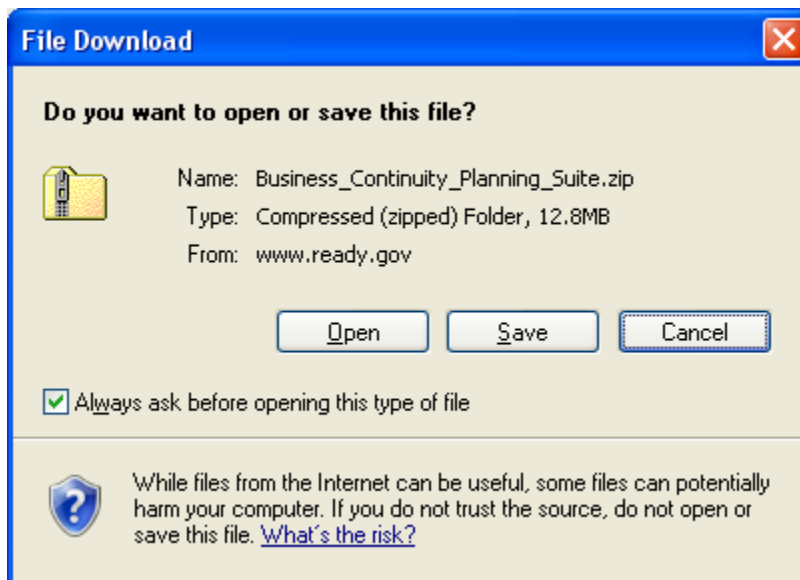 File Download
Do you want to open or save this file?
Name: Business_Continuity_Planning_Suite.zip
Type: Compressed (zipped) Folder, 12.8MB
From: www.ready.gov
Open Save Cancel
Always ask before opening this type of file
While files from the Internet can be useful, some files can potentially
harm your computer. If you do not trust the source, do not open or
save this file. What's the risk?